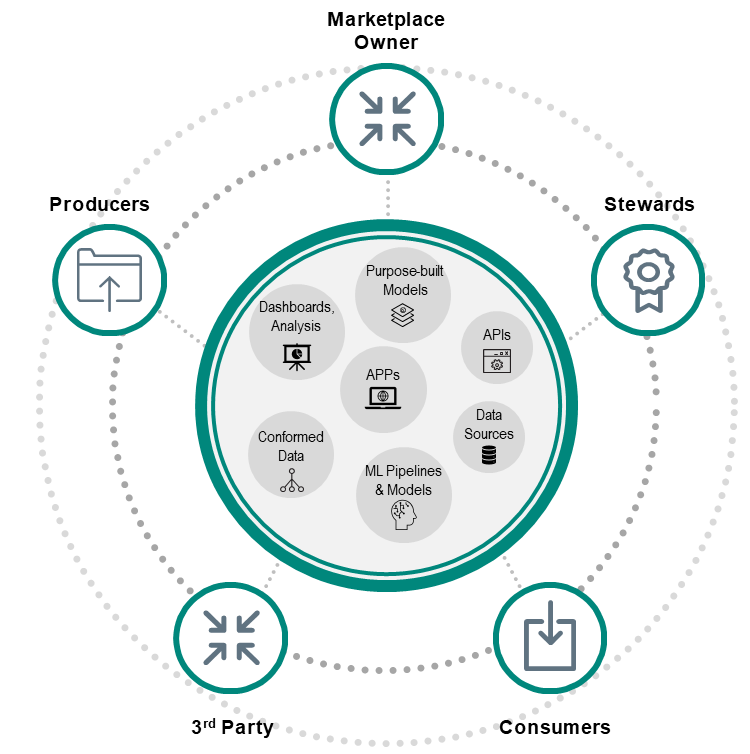 Marketplace
Owner
Producers
Stewards
Purpose-built
Models
Dashboards,
Analysis
APIs
APPs
Data
Sources
Conformed
Data
ML Pipelines
& Models
3rd Party
Consumers